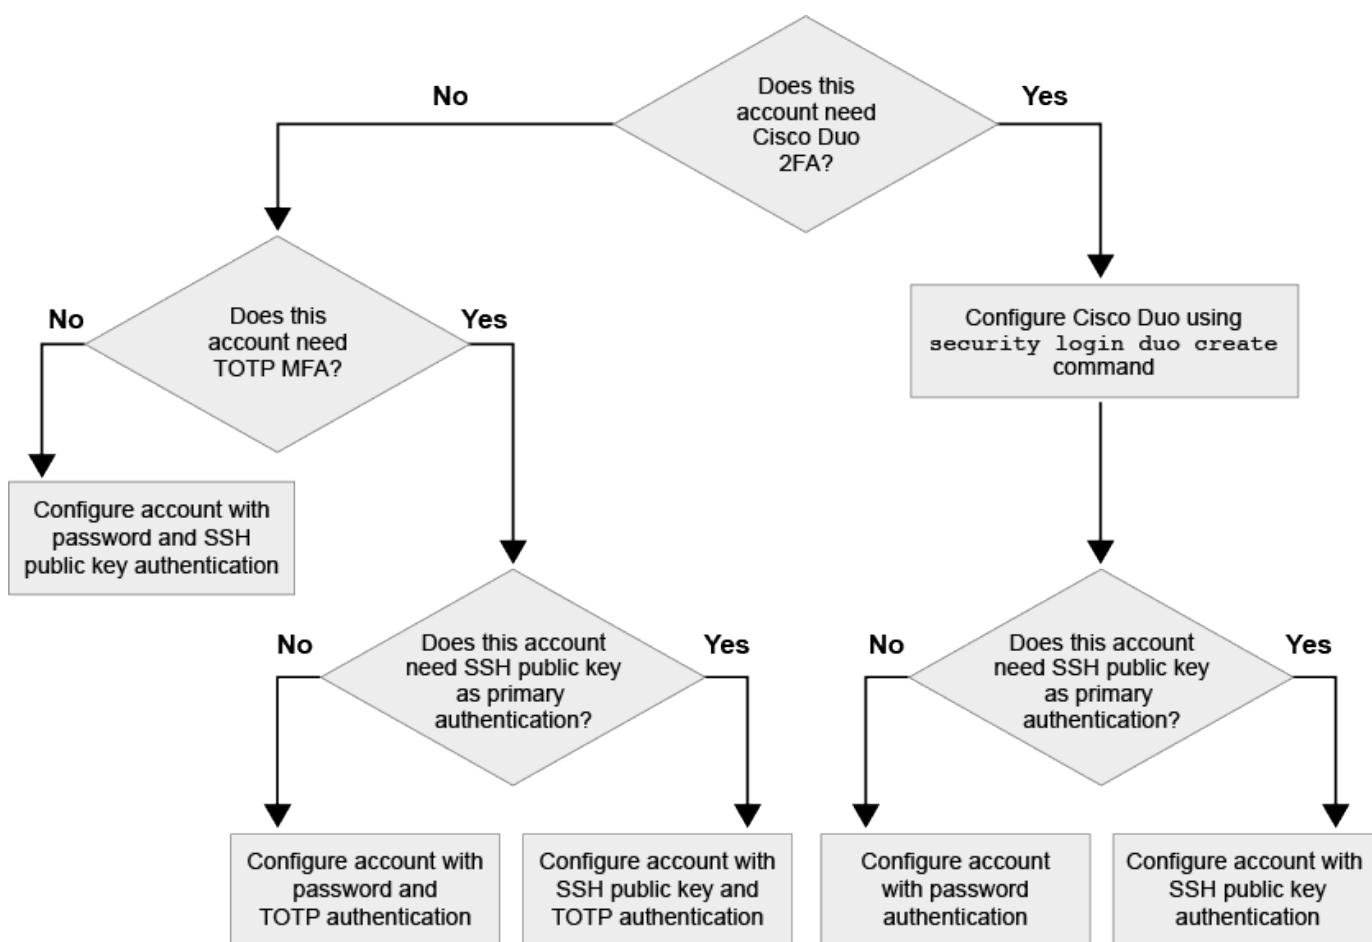 Does this
account need
Cisco Duo
2FA?
No
Yes
Does this
account need
TOTP MFA?
No
Yes
Configure Cisco Duo using
security login duo create
command
Configure account with
password and SSH
public key authentication
Does this account
need SSH public key
as primary
authentication?
No
Yes
Does this account
need SSH public key
as primary
authentication?
No
Yes
Configure account with
password and
TOTP authentication
Configure account with
SSH public key and
TOTP authentication
Configure account
with password
authentication
Configure account with
SSH public key
authentication